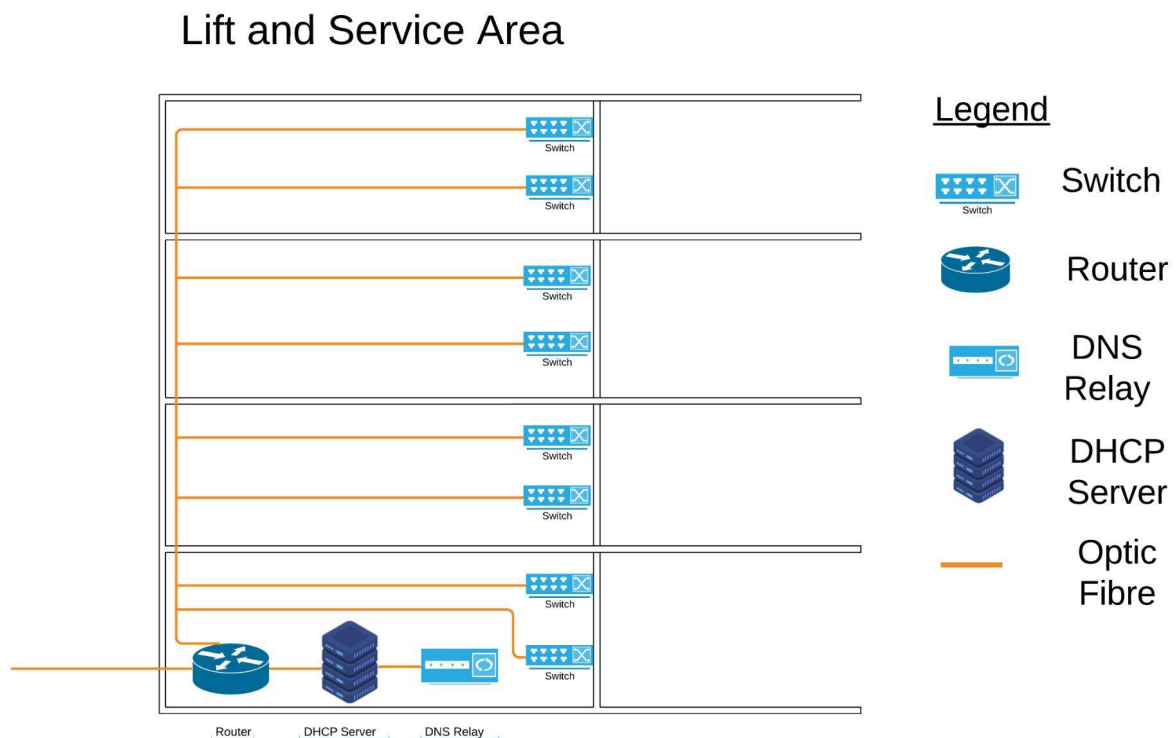 Lift and Service Area
Legend
Switch
Switch
Switch
Switch
Router
Switch
Switch
DNS
Relay
Switch
DHCP
Server
Switch
Optic
Fibre
Switch
Switch
Router
DHCP Server
DNS Relay